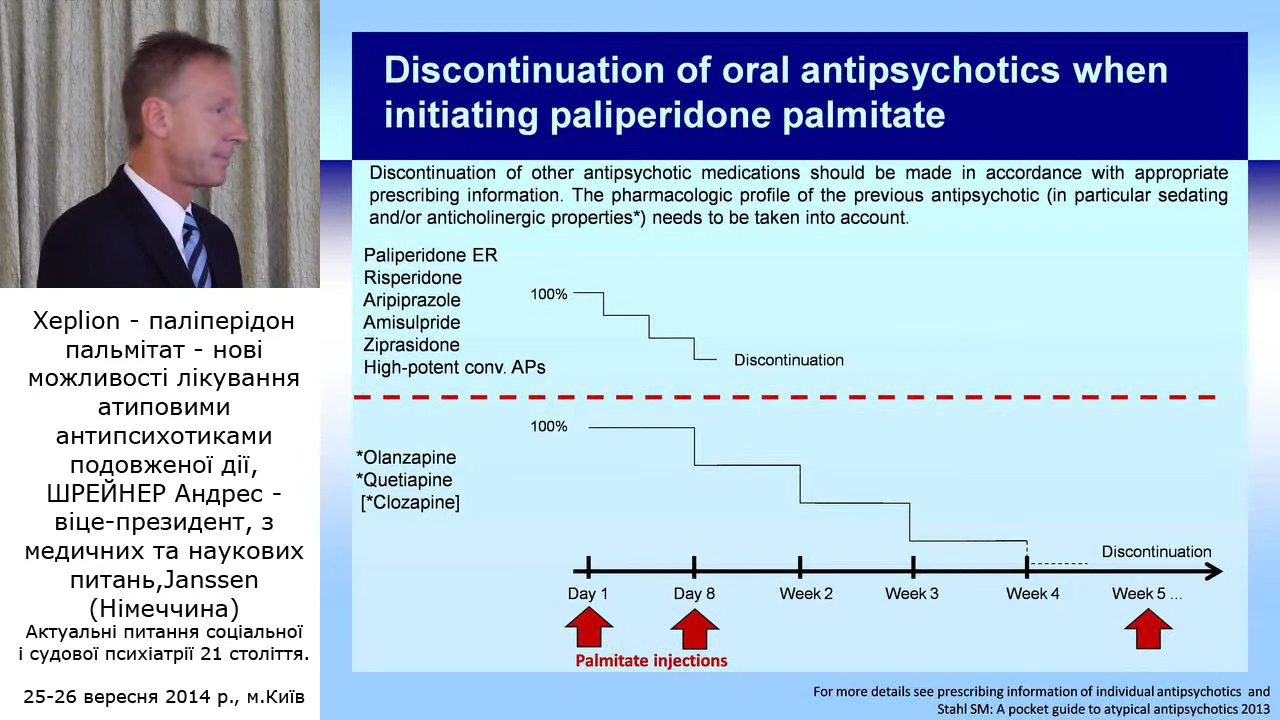 Discontinuation of oral antipsychotics when
initiating paliperidone palmitate
Discontinuation of other antipsychotic medications should be made in accordance with appropriate
prescribing information. The pharmacologic profile of the previous antipsychotic (in particular sedating
and/or anticholinergic properties*) needs to be taken into account.
Paliperidone ER
Risperidone
Aripiprazole
Amisulpride
Ziprasidone
High-potent conv. APs
100%
Discontinuation
100%
*Olanzapine
*Quetiapine
[*Clozapine]
Discontinuation
Day 1 Day 8 Week 2 Week 3 Week 4 Week 5 ...
Palmitate injections
For more details see prescribing information of individual antipsychotics and
Stahl SM: A pocket guide to atypical antipsychotics 2013
Xeplion - паліперідон
пальмітат - нові
можливості лікування
атиповими
антипсихотиками
подовженої дії,
ШРЕЙНЕР Андрес -
віце-президент, з
медичних та наукових
питань,Janssen
(Німеччина)
Актуальні питання соціальної
і судової психіатрії 21 століття.
25-26 вересня 2014 р., м.Київ